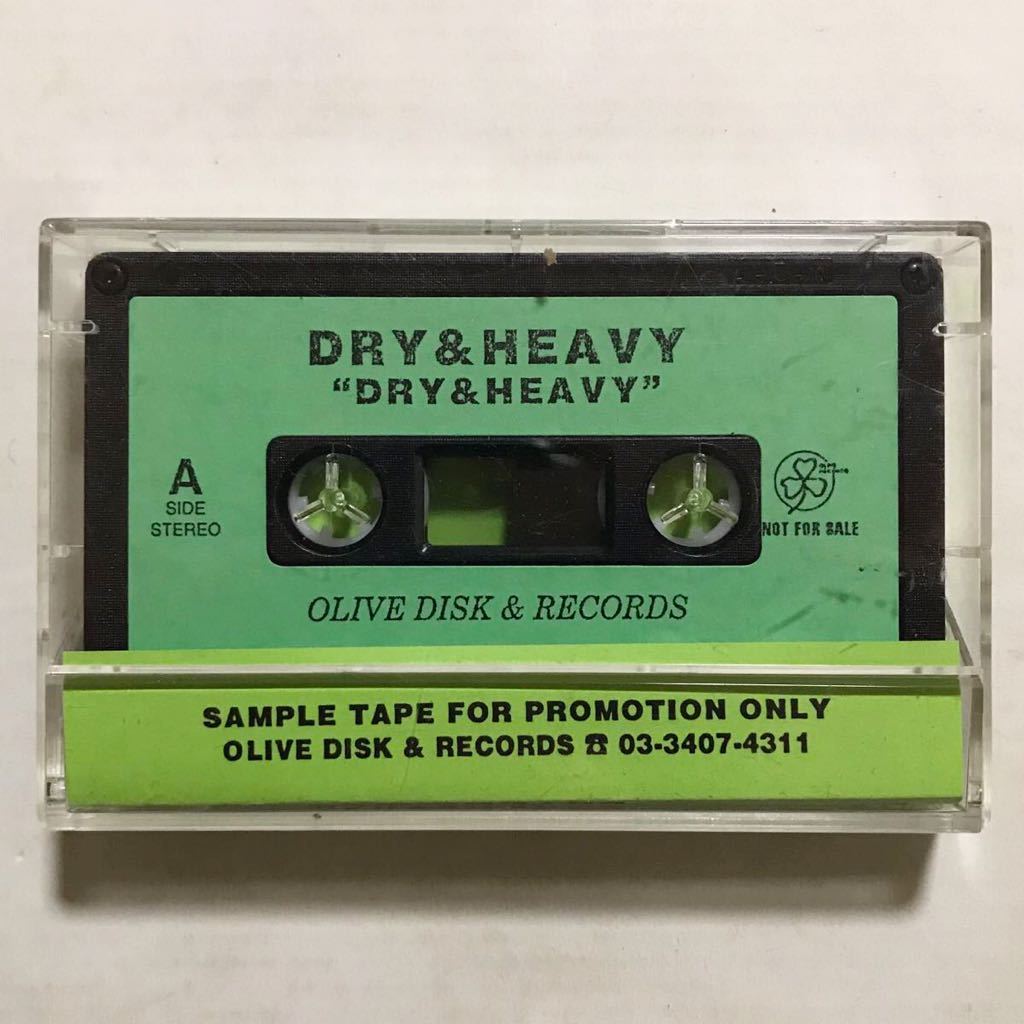 DRY&HEAVY
“DRY&HEAVY”
A
SIDE
STEREO
NOT FOR SALE
OLIVE DISK & RECORDS
SAMPLE TAPE FOR PROMOTION ONLY
OLIVE DISK & RECORDS ☎ 03-3407-4311